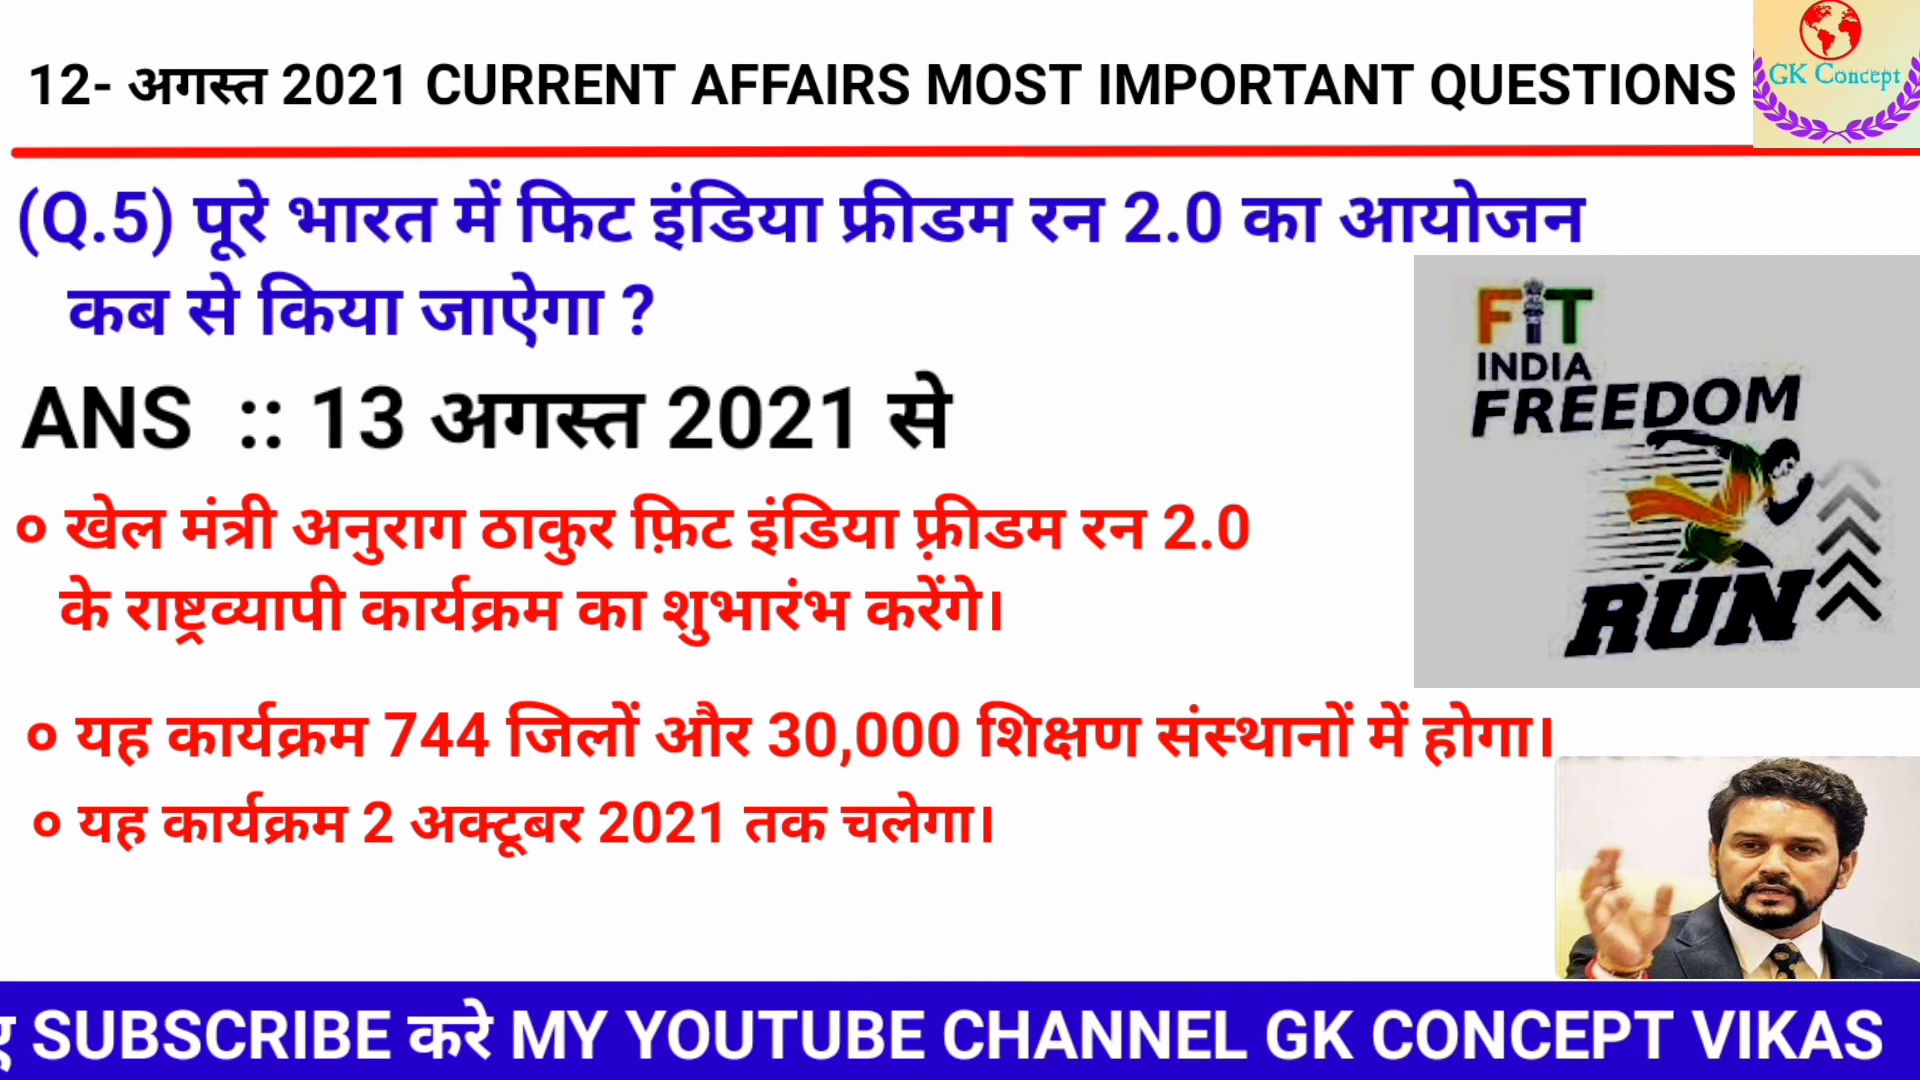 12- अगस्त 2021 CURRENT AFFAIRS MOST IMPORTANT QUESTIONS
GK Concept
(Q.5) पूरे भारत में फिट इंडिया फ्रीडम रन 2.0 का आयोजन
कब से किया जाऐगा ?
ANS :: 13 अगस्त 2021 से
FIT
INDIA
FREEDOM
RUN
० खेल मंत्री अनुराग ठाकुर फ़िट इंडिया फ़्रीडम रन 2.0
के राष्ट्रव्यापी कार्यक्रम का शुभारंभ करेंगे।
० यह कार्यक्रम 744 जिलों और 30,000 शिक्षण संस्थानों में होगा।
० यह कार्यक्रम 2 अक्टूबर 2021 तक चलेगा।
SUBSCRIBE करे MY YOUTUBE CHANNEL GK CONCEPT VIKAS